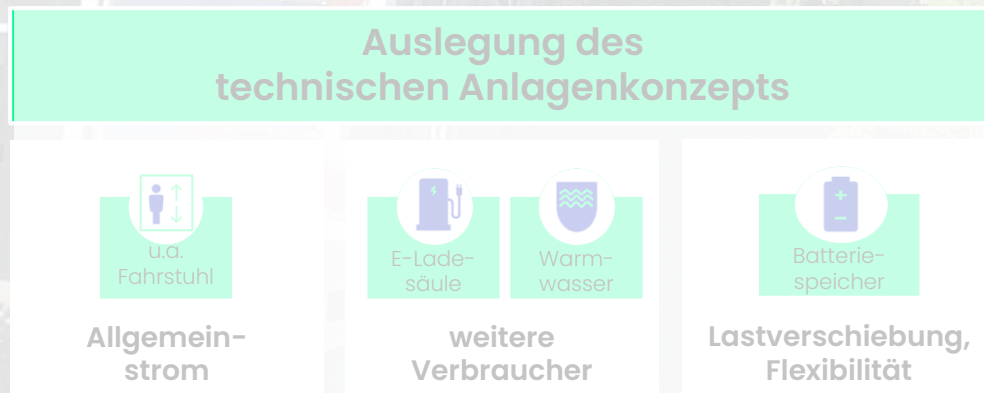 Auslegung des
technischen Anlagenkonzepts
u.a.
Fahrstuhl
Allgemein-
strom
E-Lade-
säule
Warm-
wasser
weitere
Verbraucher
Batterie-
speicher
Lastverschiebung,
Flexibilität